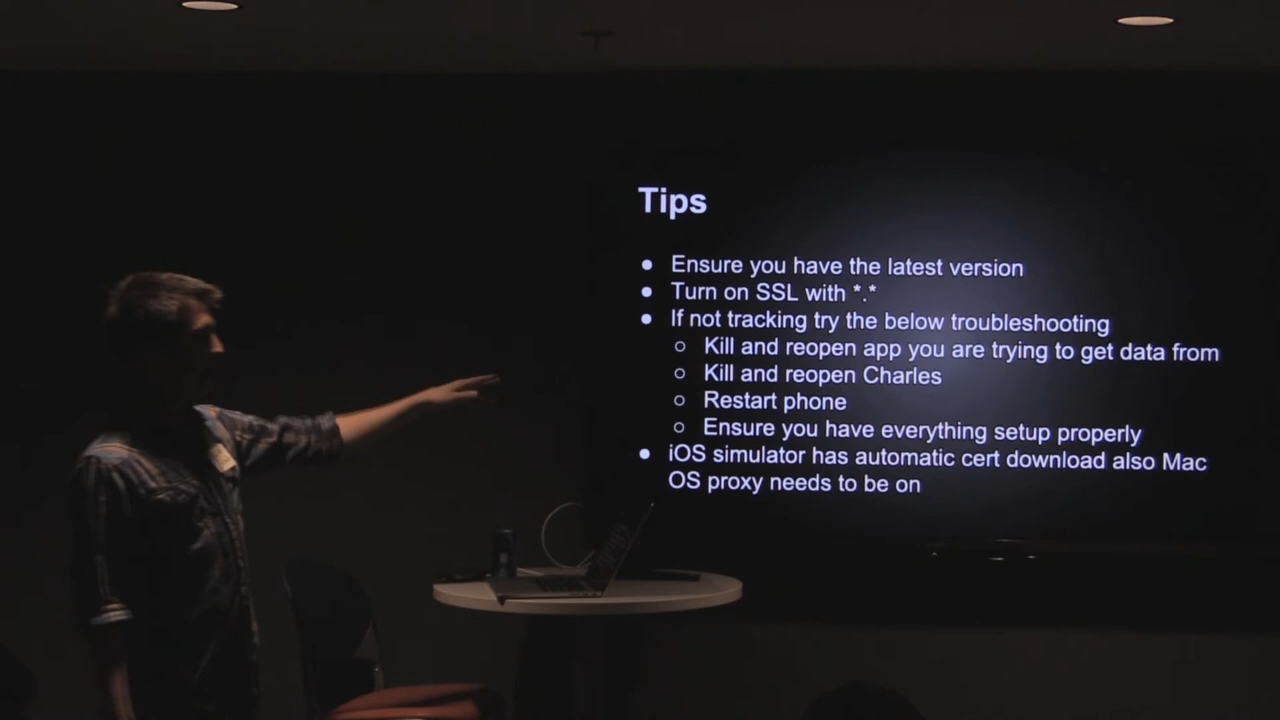 Tips
● Ensure you have the latest version
● Turn on SSL with *.*
● If not tracking try the below troubleshooting
○ Kill and reopen app you are trying to get data from
○ Kill and reopen Charles
○ Restart phone
○ Ensure you have everything setup properly
● iOS simulator has automatic cert download also Mac
OS proxy needs to be on